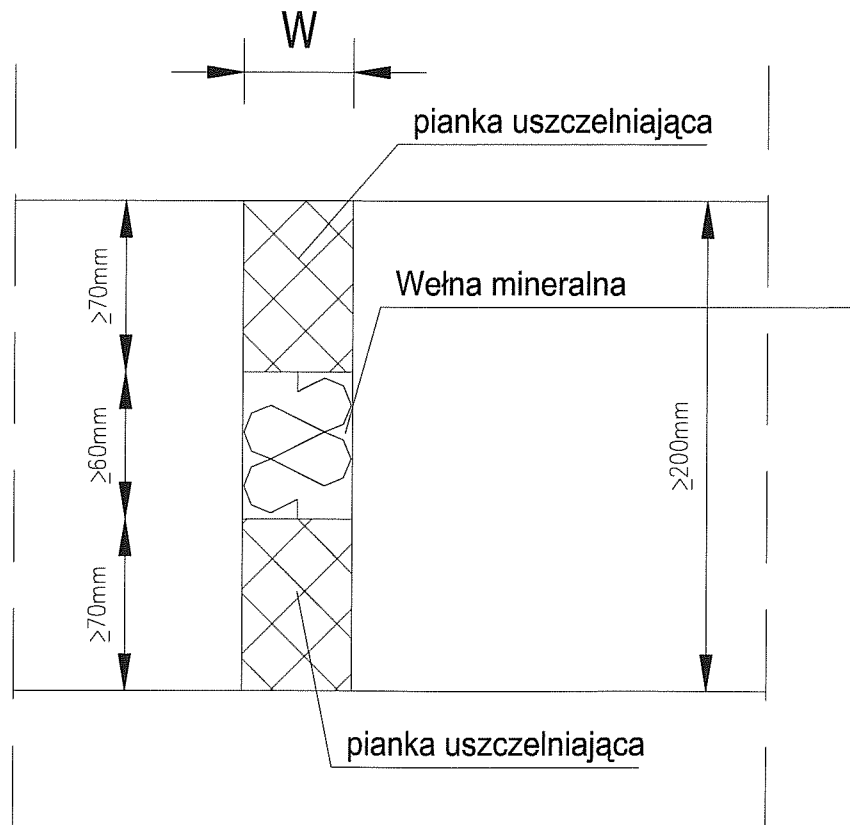 W
pianka uszczelniająca
≥70mm
Wełna mineralna
≥60mm
≥200mm
≥70mm
pianka uszczelniająca